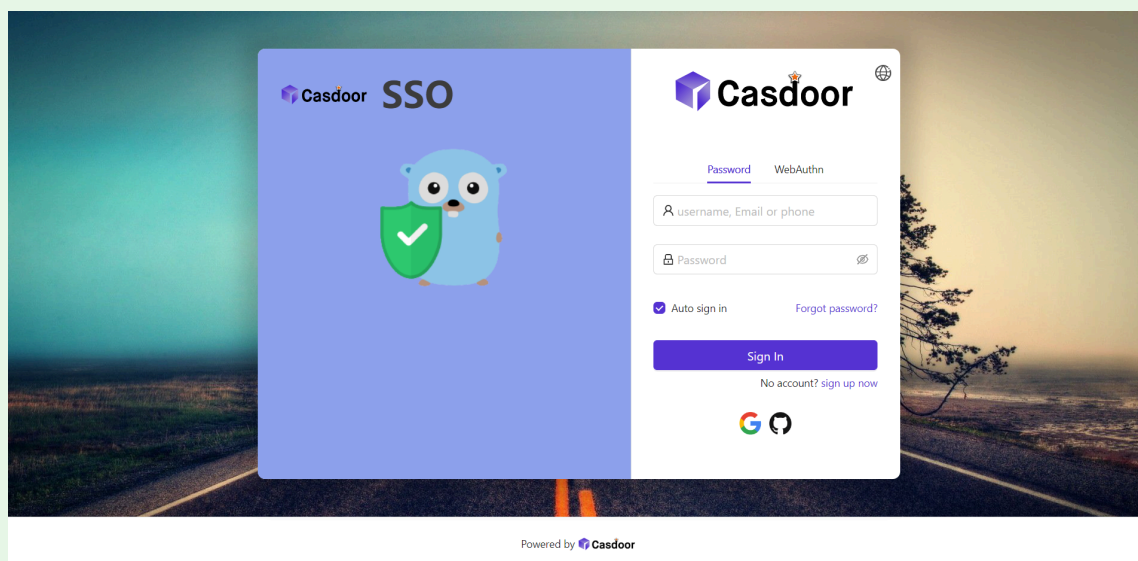 Casdoor SSO
Casdoor
Password WebAuthn
username, Email or phone
Password
Auto sign in Forgot password?
Sign In
No account? sign up now
Powered by Casdoor